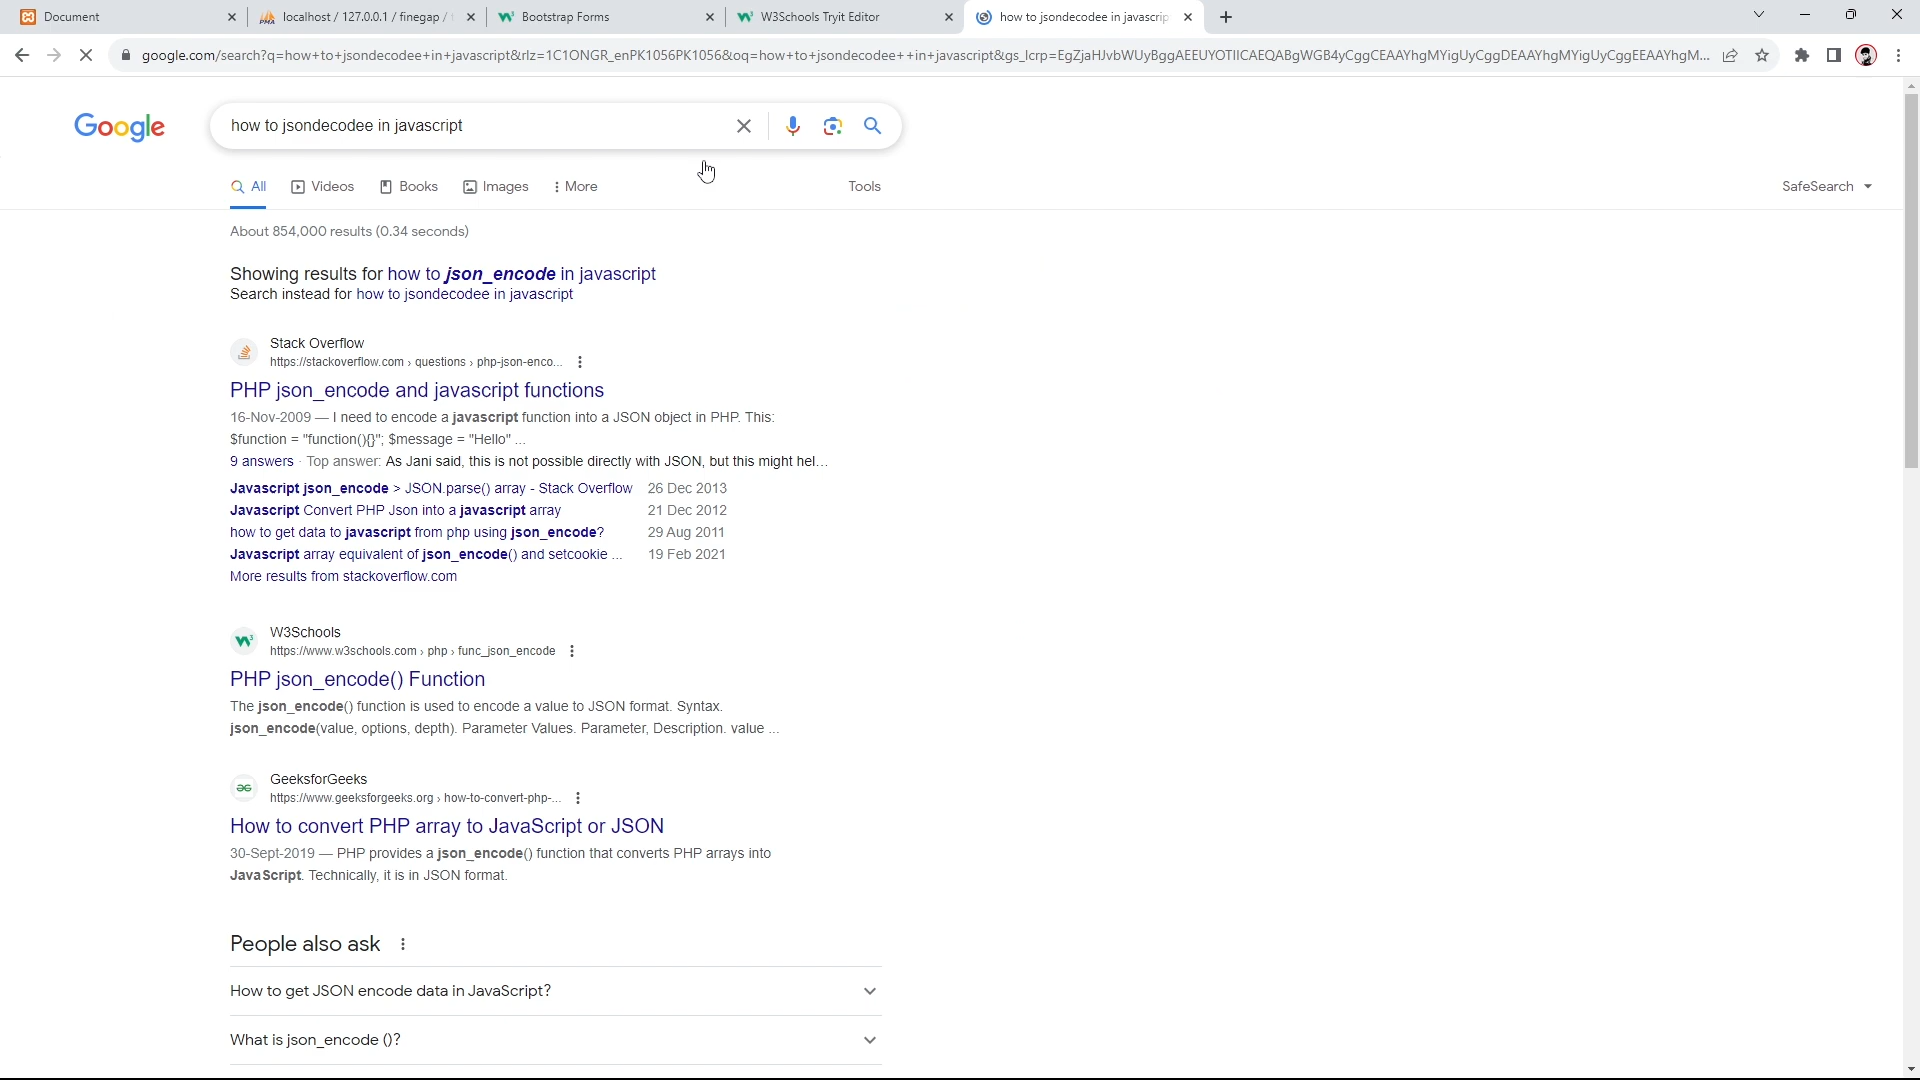 Document
localhost / 127.0.0.1 / finegap /
Bootstrap Forms
W3Schools Tryit Editor
how to jsondecodee in javascrip
google.com/search?q=how+to+jsondecodee+in+javascript&rlz=1C1ONGR_enPK1056PK1056&oq=how+to+jsondecodee++in+javascript&gs_lcrp=EgZjaHJvbWUyBggAEEUYOTIICAEQABgWGB4yCggCEAAYhgMYigUyCggDEAAYhgMYigUyCggEEAAYhgM...
Google
how to jsondecodee in javascript
All
Videos
Books
Images
More
Tools
SafeSearch
About 854,000 results (0.34 seconds)
Showing results for how to json_encode in javascript
Search instead for how to jsondecodee in javascript
Stack Overflow
https://stackoverflow.com › questions › php-json-enco...
PHP json_encode and javascript functions
16-Nov-2009 — I need to encode a javascript function into a JSON object in PHP. This:
$function = "function(){}"; $message = "Hello" ...
9 answers · Top answer: As Jani said, this is not possible directly with JSON, but this might hel...
Javascript json_encode > JSON.parse() array - Stack Overflow 26 Dec 2013
Javascript Convert PHP Json into a javascript array 21 Dec 2012
how to get data to javascript from php using json_encode? 29 Aug 2011
Javascript array equivalent of json_encode() and setcookie ... 19 Feb 2021
More results from stackoverflow.com
W3Schools
https://www.w3schools.com › php › func_json_encode
PHP json_encode() Function
The json_encode() function is used to encode a value to JSON format. Syntax.
json_encode(value, options, depth). Parameter Values. Parameter, Description. value ...
GeeksforGeeks
https://www.geeksforgeeks.org › how-to-convert-php-...
How to convert PHP array to JavaScript or JSON
30-Sept-2019 — PHP provides a json_encode() function that converts PHP arrays into
JavaScript. Technically, it is in JSON format.
People also ask
How to get JSON encode data in JavaScript?
What is json_encode ()?